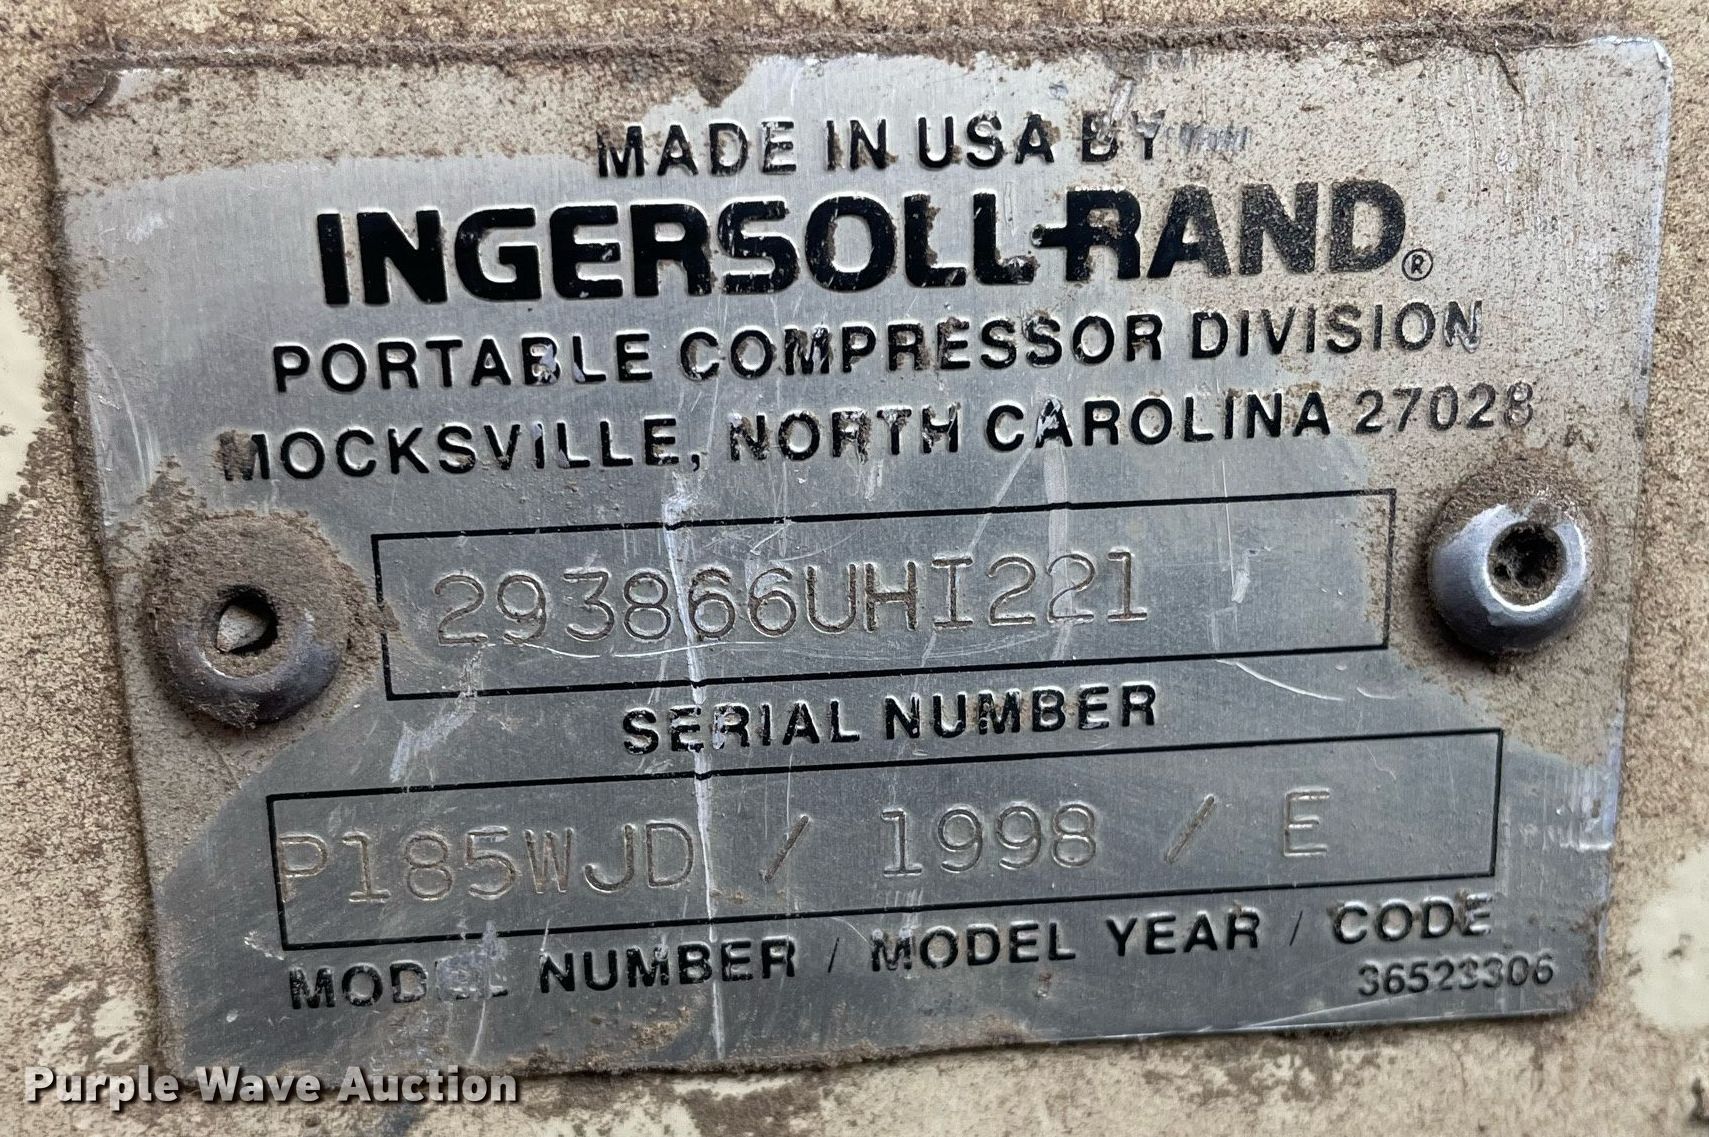 MADE IN USA BY
INGERSOLL-RAND®
PORTABLE COMPRESSOR DIVISION
MOCKSVILLE, NORTH CAROLINA 27028
293866UHI221
SERIAL NUMBER
P185WJD / 1998 / E
MODEL NUMBER / MODEL YEAR / CODE
36523306
Purple Wave Auction